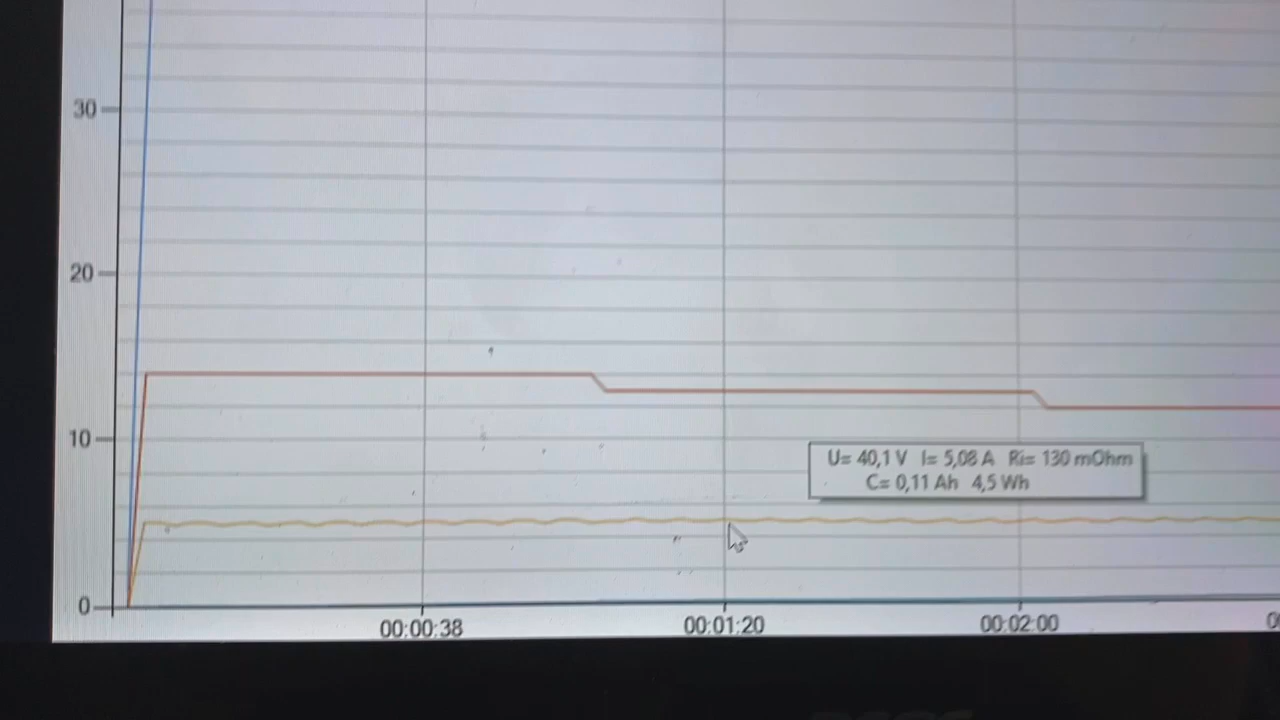 30
20
10
U= 40,1 V I= 5,08 A Ri= 130 mOhm
C= 0,11 Ah 4,5 Wh
0
00:00:38 00:01:20 00:02:00